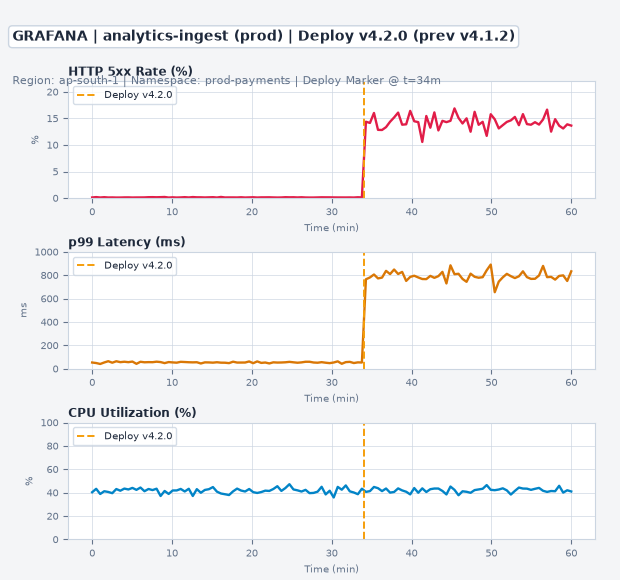 GRAFANA | analytics-ingest (prod) | Deploy v4.2.0 (prev v4.1.2)
HTTP 5xx Rate (%)
Region: ap-south-1 | Namespace: prod-payments | Deploy Marker @ t=34m
Deploy v4.2.0
20
15
10
5
0
%
0 10 20 30 40 50 60
Time (min)
p99 Latency (ms)
Deploy v4.2.0
1000
800
600
400
200
0
ms
0 10 20 30 40 50 60
Time (min)
CPU Utilization (%)
Deploy v4.2.0
100
80
60
40
20
0
%
0 10 20 30 40 50 60
Time (min)